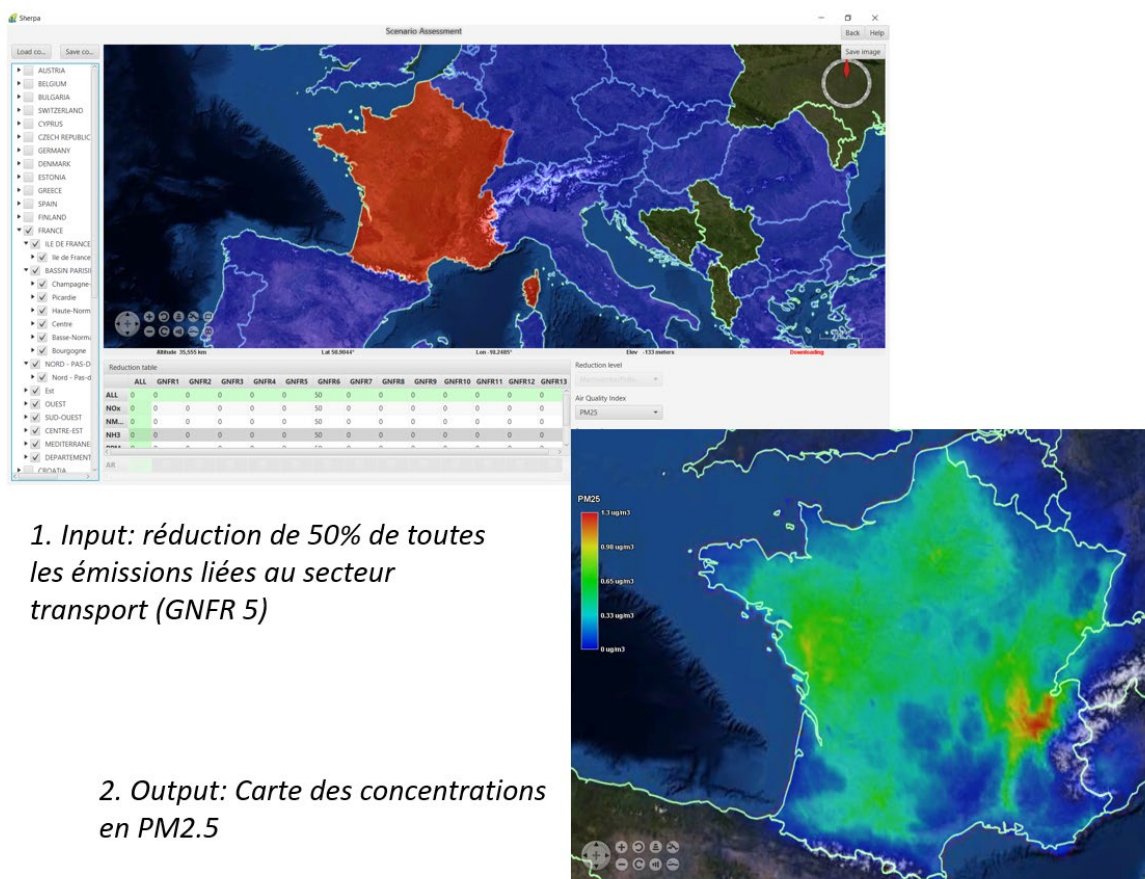 Sherpa
Scenario Assessment
Back Help
Load co... Save co...
Save image
AUSTRIA
BELGIUM
BULGARIA
SWITZERLAND
CYPRUS
CZECH REPUBLIC
GERMANY
DENMARK
ESTONIA
GREECE
SPAIN
FINLAND
FRANCE
ILE DE FRANCE
Ile de France
BASSIN PARISI
Champagne-
Picardie
Haute-Norm
Centre
Basse-Norma
Bourgogne
NORD - PAS-D
Nord - Pas-d
Est
OUEST
SUD-OUEST
CENTRE-EST
MEDITERRANE
DEPARTEMENT
CROATIA
Altitude 35,555 km Lat 50.9044° Lon -10.2485° Elev -133 meters Downloading
Reduction table
ALL GNFR1 GNFR2 GNFR3 GNFR4 GNFR5 GNFR6 GNFR7 GNFR8 GNFR9 GNFR10 GNFR11 GNFR12 GNFR13
ALL 0 0 0 0 0 0 50 0 0 0 0 0 0 0
NOx 0 0 0 0 0 0 50 0 0 0 0 0 0 0
NM... 0 0 0 0 0 0 50 0 0 0 0 0 0 0
NH3 0 0 0 0 0 0 50 0 0 0 0 0 0 0
AR
Reduction level
Air Quality Index
PM25
1. Input: réduction de 50% de toutes
les émissions liées au secteur
transport (GNFR 5)
PM25
1.3 ug/m3
0.98 ug/m3
0.65 ug/m3
0.33 ug/m3
0 ug/m3
2. Output: Carte des concentrations
en PM2.5